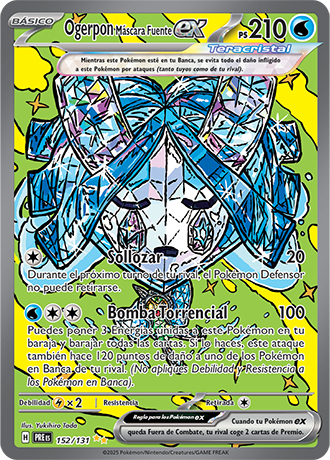 BÁSICO
Ogerpon Máscara Fuente ex PS 210
Teracristal
Mientras este Pokémon esté en tu Banca, se evita todo el daño infligido
a este Pokémon por ataques (tanto tuyos como de tu rival).
Sollozar 20
Durante el próximo turno de tu rival, el Pokémon Defensor
no puede retirarse.
Bomba Torrencial 100
Puedes poner 3 Energías unidas a este Pokémon en tu
baraja y barajar todas las cartas. Si lo haces, este ataque
también hace 120 puntos de daño a uno de los Pokémon
en Banca de tu rival. (No apliques Debilidad y Resistencia a
los Pokémon en Banca).
Debilidad ×2 Resistencia Retirada
Ilus. Yukihiro Tada
Regla para los Pokémon ex
Cuando tu Pokémon ex
queda Fuera de Combate, tu rival coge 2 cartas de Premio.
H PRE ES 152/131
©2025 Pokémon/Nintendo/Creatures/GAME FREAK